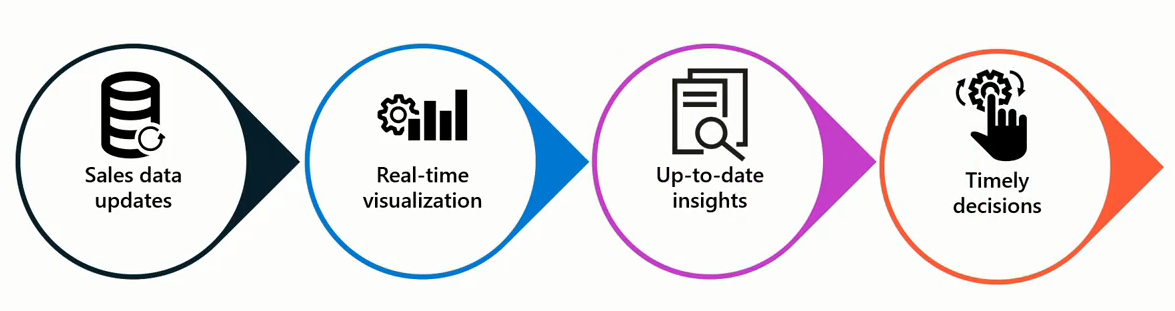 Sales data
updates
Real-time
visualization
Up-to-date
insights
Timely
decisions